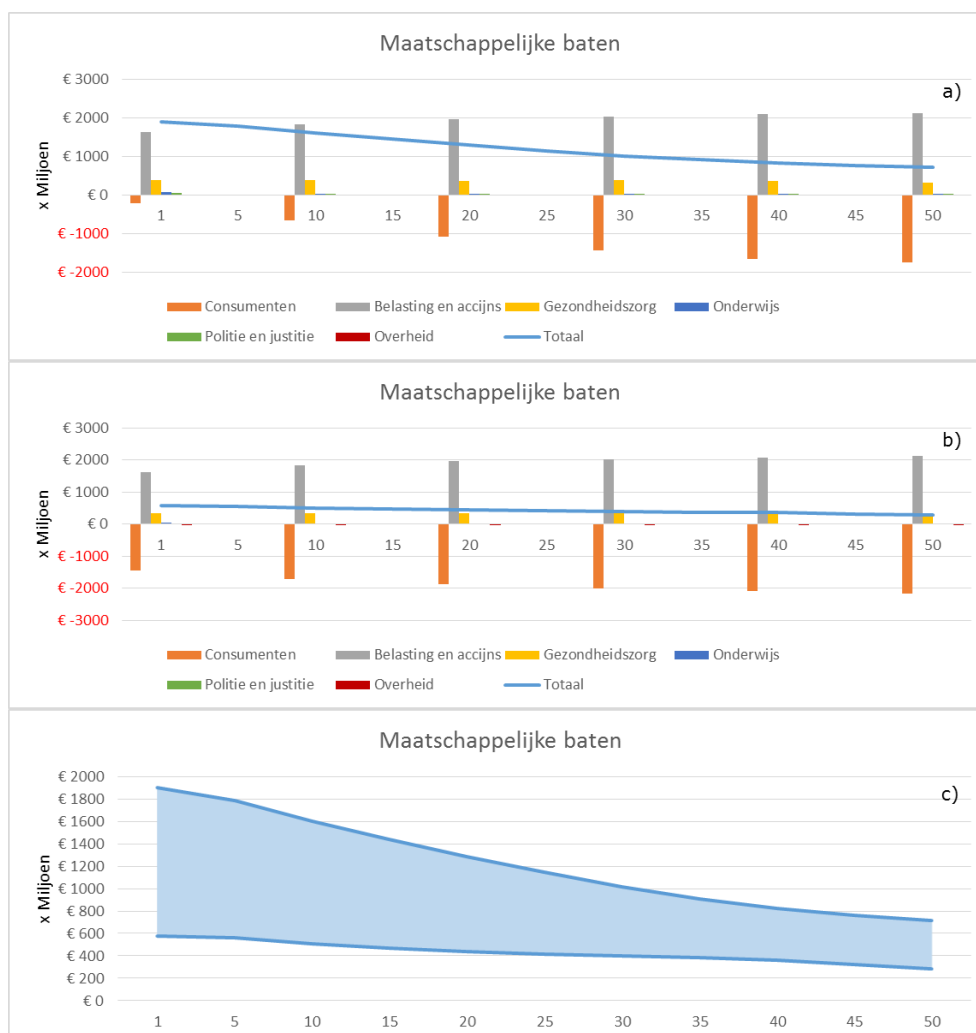 Maatschappelijke baten
a)
x Miljoen
€ 3000
€ 2000
€ 1000
€ 0
€ -1000
€ -2000
1 5 10 15 20 25 30 35 40 45 50
Consumenten Belasting en accijns Gezondheidszorg Onderwijs
Politie en justitie Overheid Totaal
Maatschappelijke baten
b)
x Miljoen
€ 3000
€ 2000
€ 1000
€ 0
€ -1000
€ -2000
€ -3000
1 5 10 15 20 25 30 35 40 45 50
Consumenten Belasting en accijns Gezondheidszorg Onderwijs
Politie en justitie Overheid Totaal
Maatschappelijke baten
c)
x Miljoen
€ 2000
€ 1800
€ 1600
€ 1400
€ 1200
€ 1000
€ 800
€ 600
€ 400
€ 200
€ 0
1 5 10 15 20 25 30 35 40 45 50